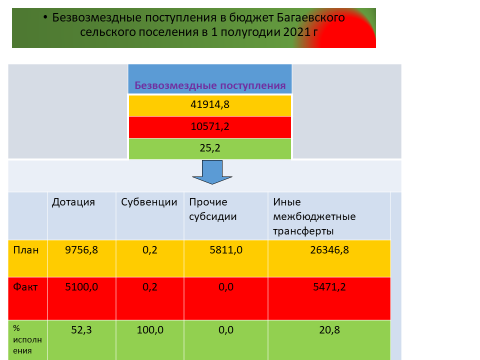 • Безвозмездные поступления в бюджет Багаевского
сельского поселения в 1 полугодии 2021 г
Безвозмездные поступления
41914,8
10571,2
25,2
Дотация Субвенции Прочие субсидии Иные межбюджетные трансферты
План 9756,8 0,2 5811,0 26346,8
Факт 5100,0 0,2 0,0 5471,2
% исполнения 52,3 100,0 0,0 20,8